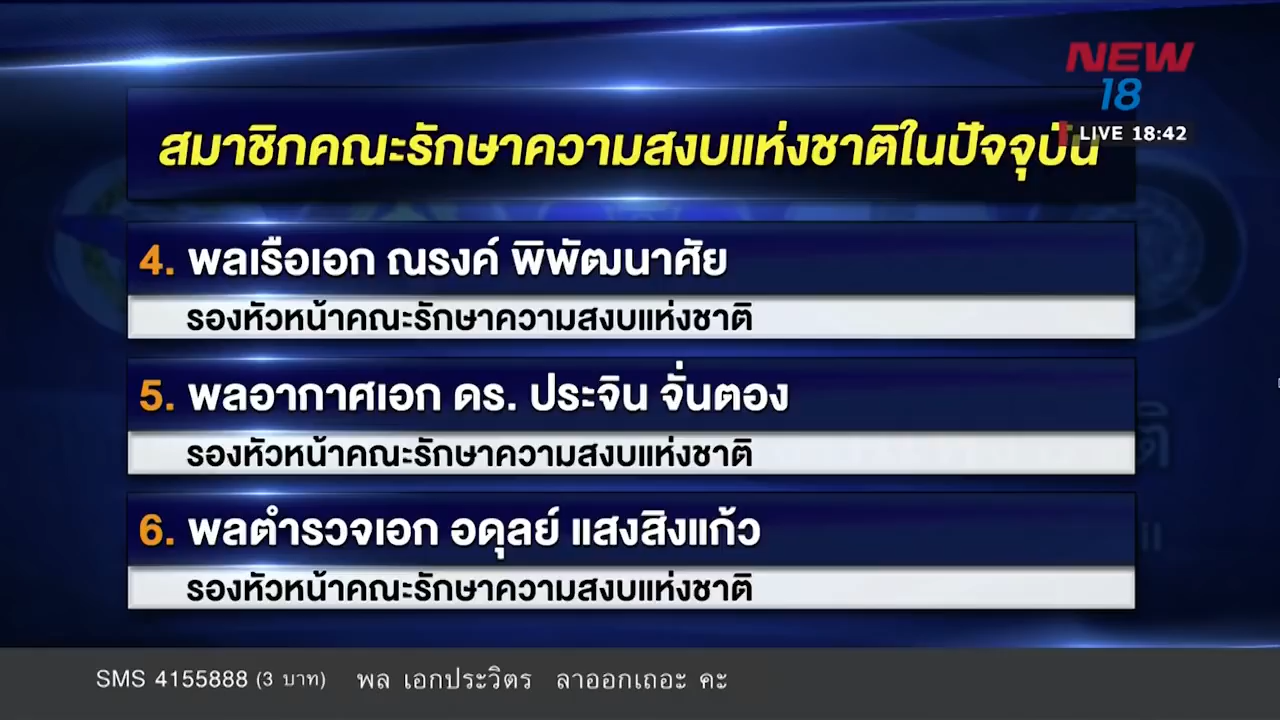 NEW
18
LIVE 18:42
สมาชิกคณะรักษาความสงบแห่งชาติในปัจจุบัน
4. พลเรือเอก ณรงค์ พิพัฒนาศัย
รองหัวหน้าคณะรักษาความสงบแห่งชาติ
5. พลอากาศเอก ดร. ประจิน จั่นตอง
รองหัวหน้าคณะรักษาความสงบแห่งชาติ
6. พลตำรวจเอก อดุลย์ แสงสิงแก้ว
รองหัวหน้าคณะรักษาความสงบแห่งชาติ
SMS 4155888 (3 บาท) พล เอกประวิตร ลาออกเถอะ คะ